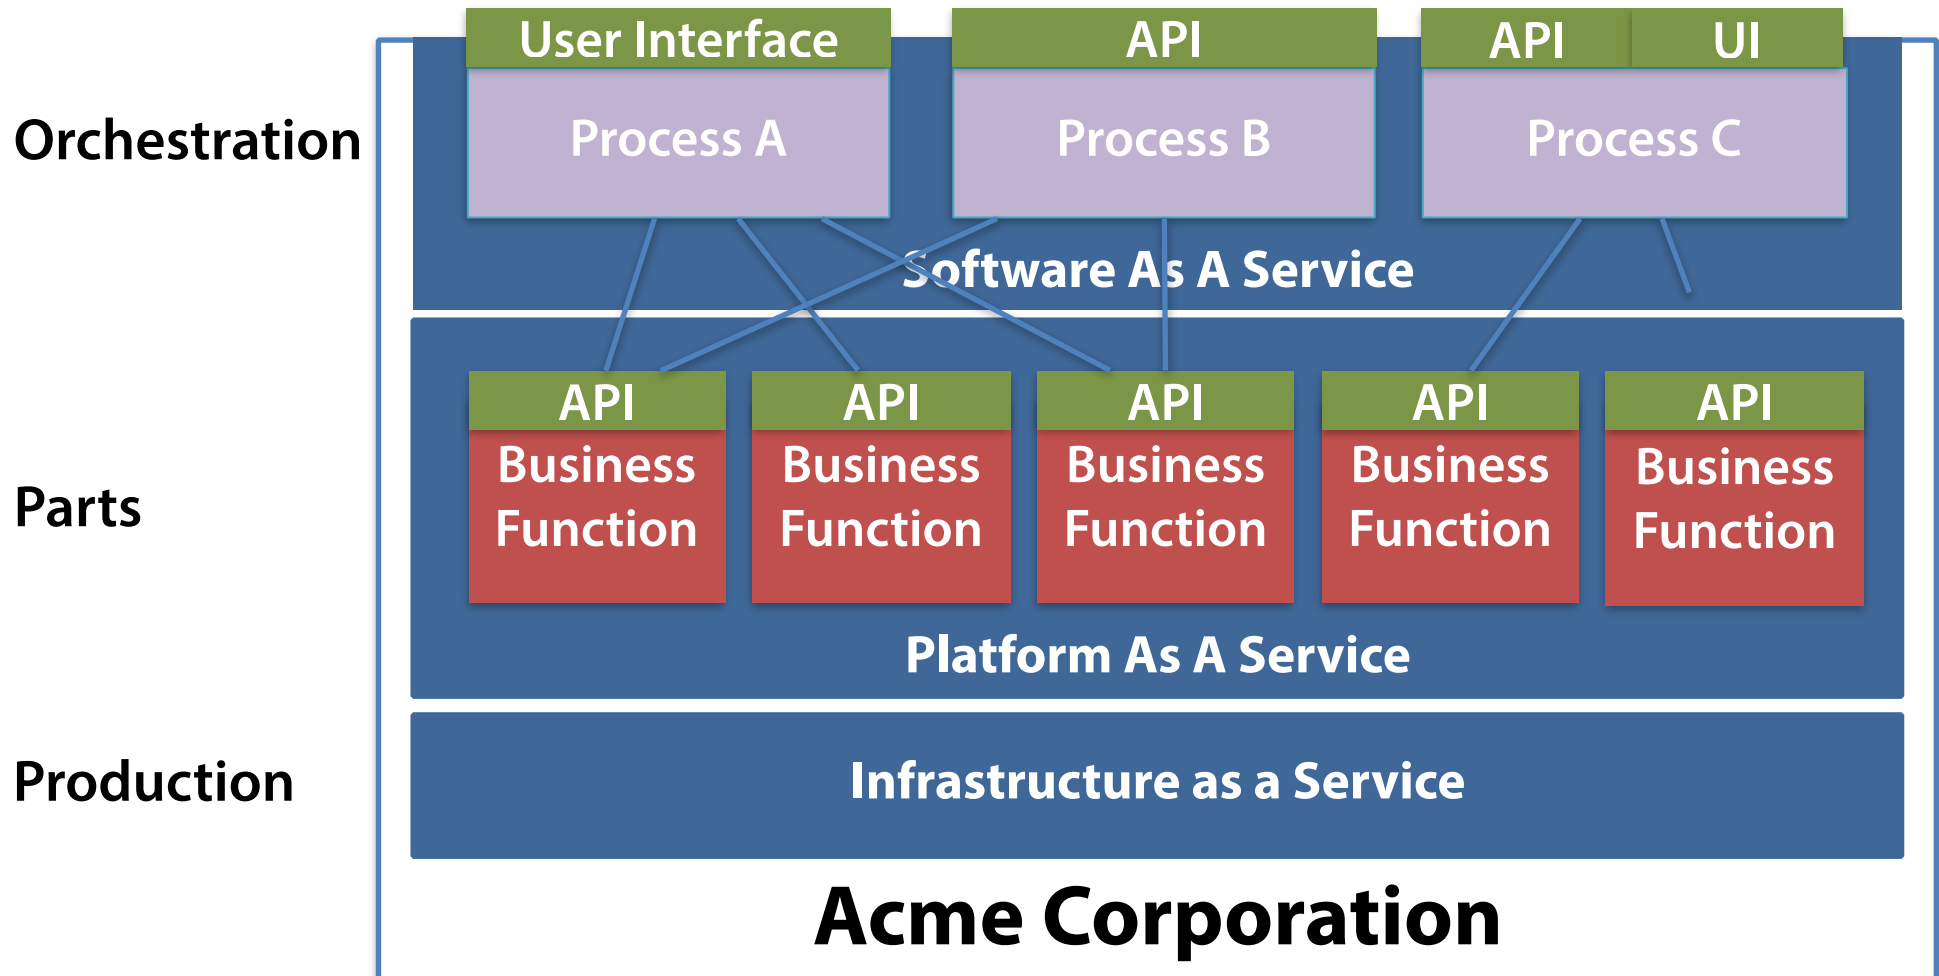 User Interface
API
API
UI
Orchestration
Process A
Process B
Process C
Software As A Service
API
API
API
API
API
Parts
Business
Function
Business
Function
Business
Function
Business
Function
Business
Function
Platform As A Service
Production
Infrastructure as a Service
Acme Corporation